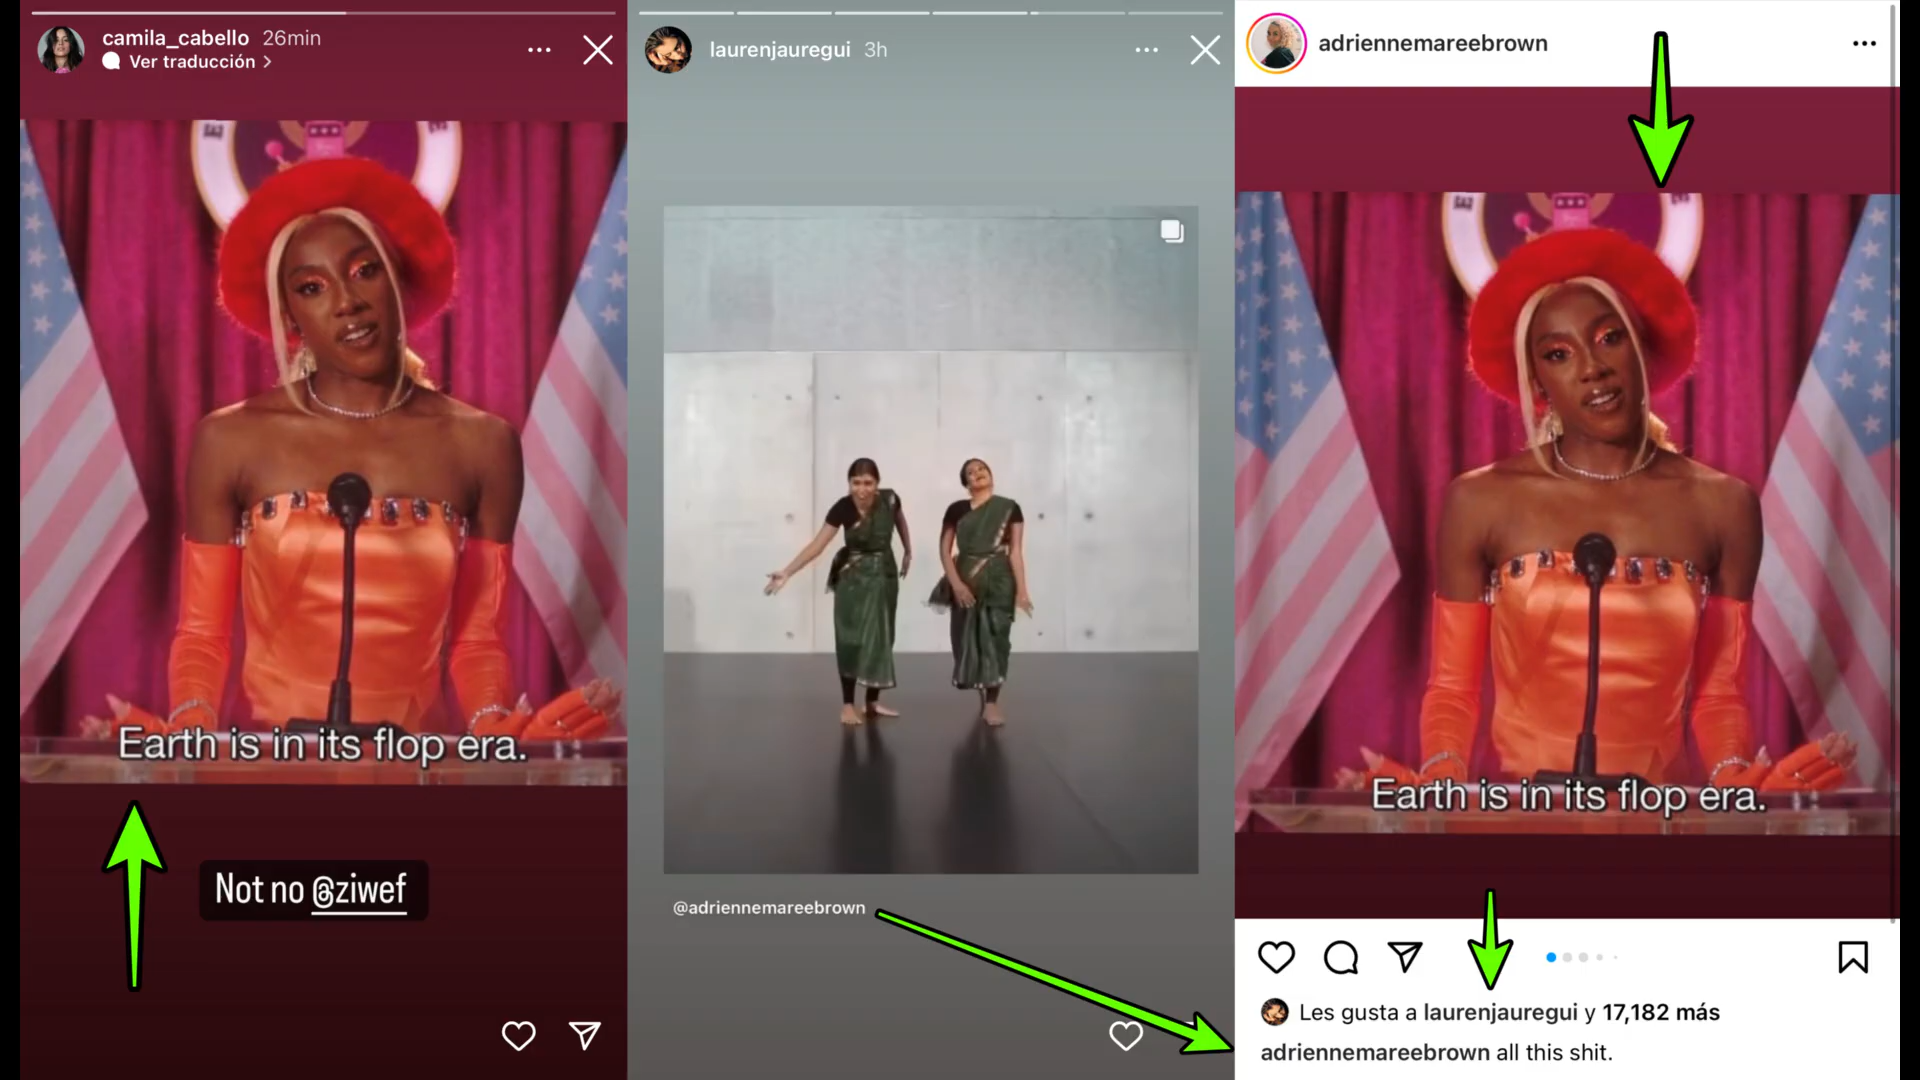 camila_cabello 26min
Ver traducción >
Earth is in its flop era.
Not no @ziwef
laurenjauregui 3h
@adriennemareebrown
adriennemareebrown
Earth is in its flop era.
Les gusta a laurenjauregui y 17,182 más
adriennemareebrown all this shit.